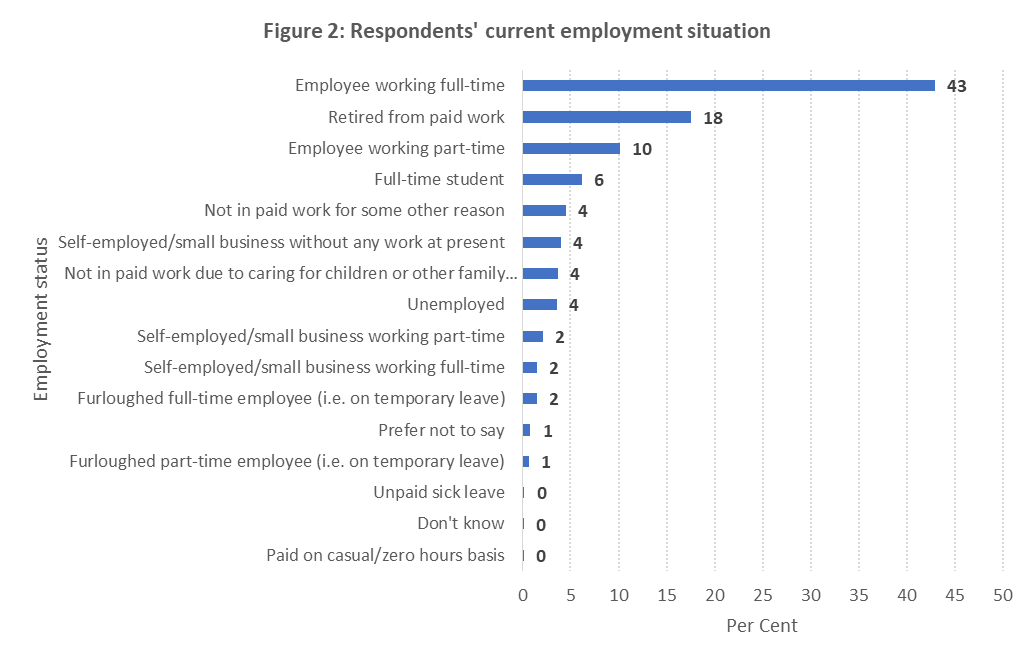 Figure 2: Respondents' current employment situation
Employment status
Employee working full-time 43
Retired from paid work 18
Employee working part-time 10
Full-time student 6
Not in paid work for some other reason 4
Self-employed/small business without any work at present 4
Not in paid work due to caring for children or other family... 4
Unemployed 4
Self-employed/small business working part-time 2
Self-employed/small business working full-time 2
Furloughed full-time employee (i.e. on temporary leave) 2
Prefer not to say 1
Furloughed part-time employee (i.e. on temporary leave) 1
Unpaid sick leave 0
Don't know 0
Paid on casual/zero hours basis 0
0 5 10 15 20 25 30 35 40 45 50
Per Cent